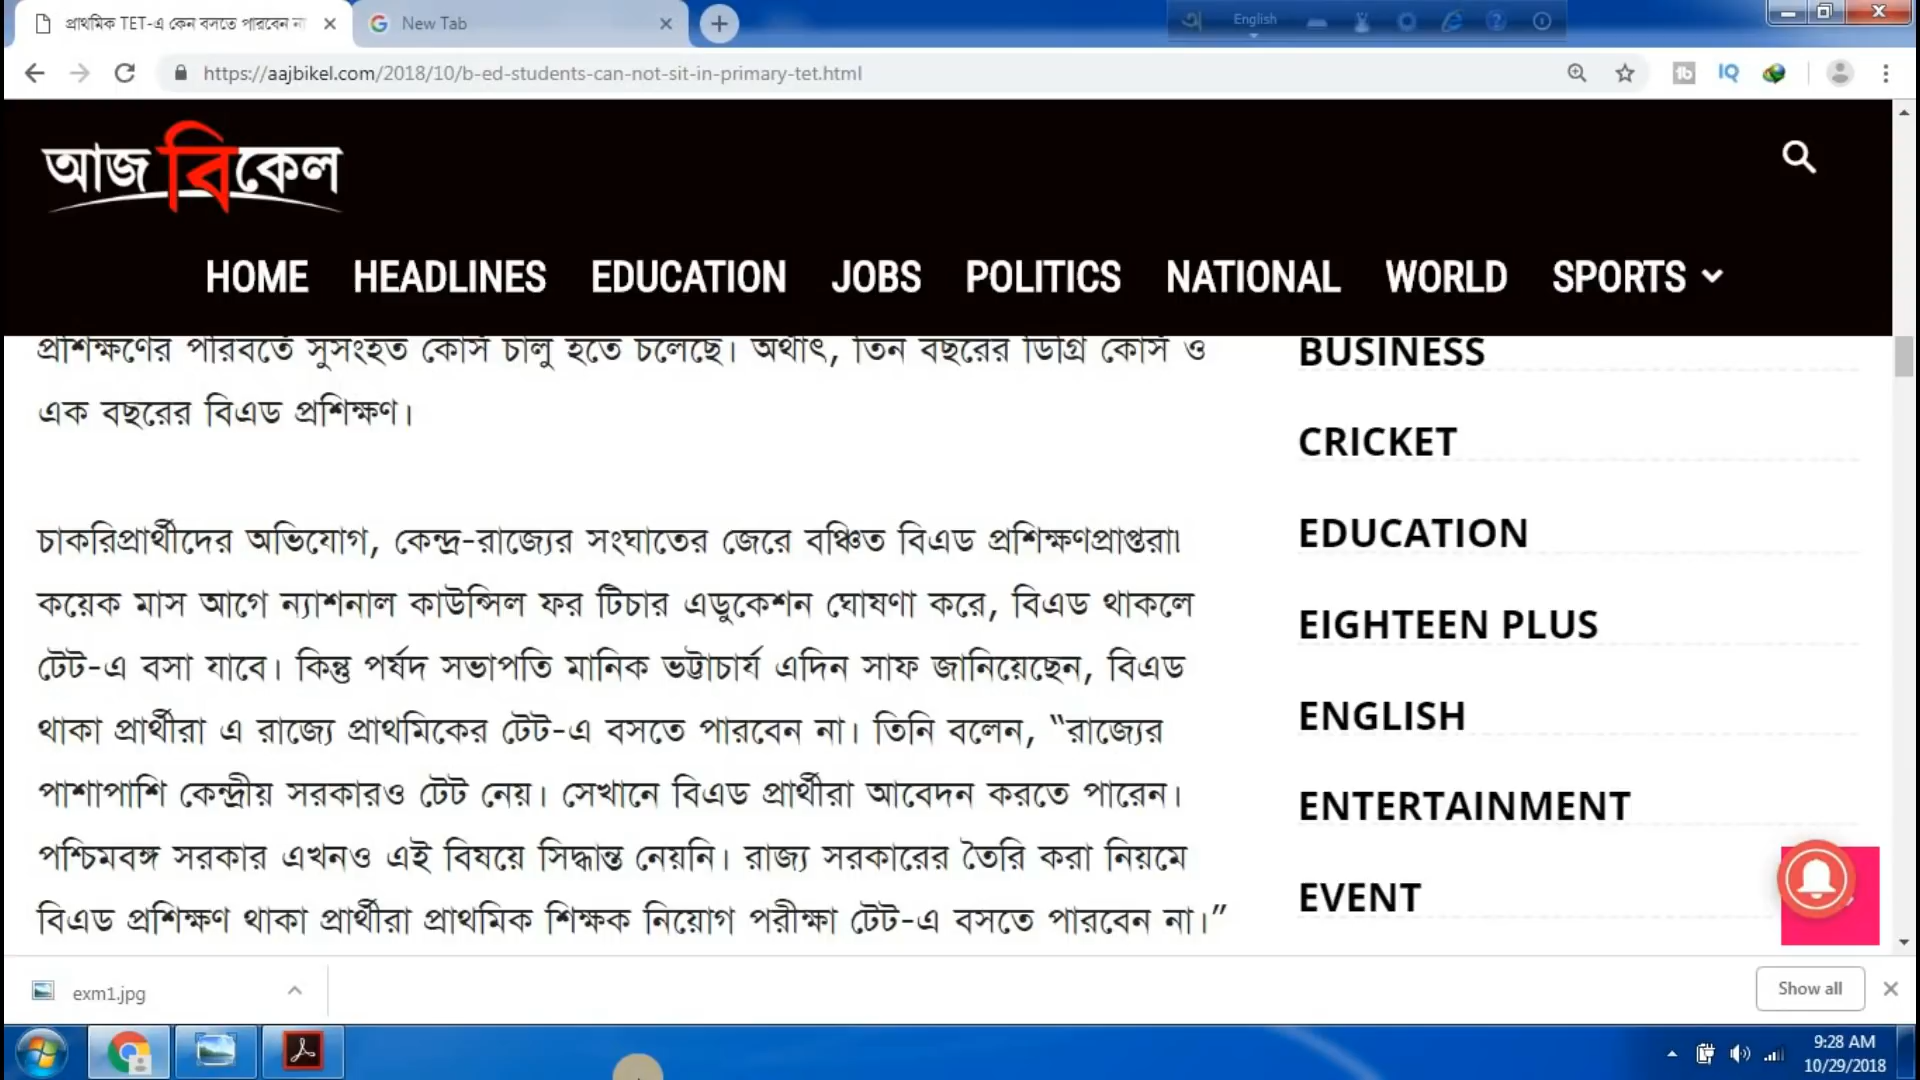 প্রাথমিক TET-এ কেন বসতে পারবেন না
New Tab
English
https://aajbikel.com/2018/10/b-ed-students-can-not-sit-in-primary-tet.html
আজ বিকেল
HOME HEADLINES EDUCATION JOBS POLITICS NATIONAL WORLD SPORTS
প্রশিক্ষণের পরিবর্তে সুসংহত কোর্স চালু হতে চলেছে। অর্থাৎ, তিন বছরের ডিগ্রি কোর্স ও
এক বছরের বিএড প্রশিক্ষণ।
চাকরিপ্রার্থীদের অভিযোগ, কেন্দ্র-রাজ্যের সংঘাতের জেরে বঞ্চিত বিএড প্রশিক্ষণপ্রাপ্তরা৷
কয়েক মাস আগে ন্যাশনাল কাউন্সিল ফর টিচার এডুকেশন ঘোষণা করে, বিএড থাকলে
টেট-এ বসা যাবে। কিন্তু পর্ষদ সভাপতি মানিক ভট্টাচার্য এদিন সাফ জানিয়েছেন, বিএড
থাকা প্রার্থীরা এ রাজ্যে প্রাথমিকের টেট-এ বসতে পারবেন না। তিনি বলেন, “রাজ্যের
পাশাপাশি কেন্দ্রীয় সরকারও টেট নেয়। সেখানে বিএড প্রার্থীরা আবেদন করতে পারেন।
পশ্চিমবঙ্গ সরকার এখনও এই বিষয়ে সিদ্ধান্ত নেয়নি। রাজ্য সরকারের তৈরি করা নিয়মে
বিএড প্রশিক্ষণ থাকা প্রার্থীরা প্রাথমিক শিক্ষক নিয়োগ পরীক্ষা টেট-এ বসতে পারবেন না।”
BUSINESS
CRICKET
EDUCATION
EIGHTEEN PLUS
ENGLISH
ENTERTAINMENT
EVENT
exm1.jpg
Show all
9:28 AM
10/29/2018